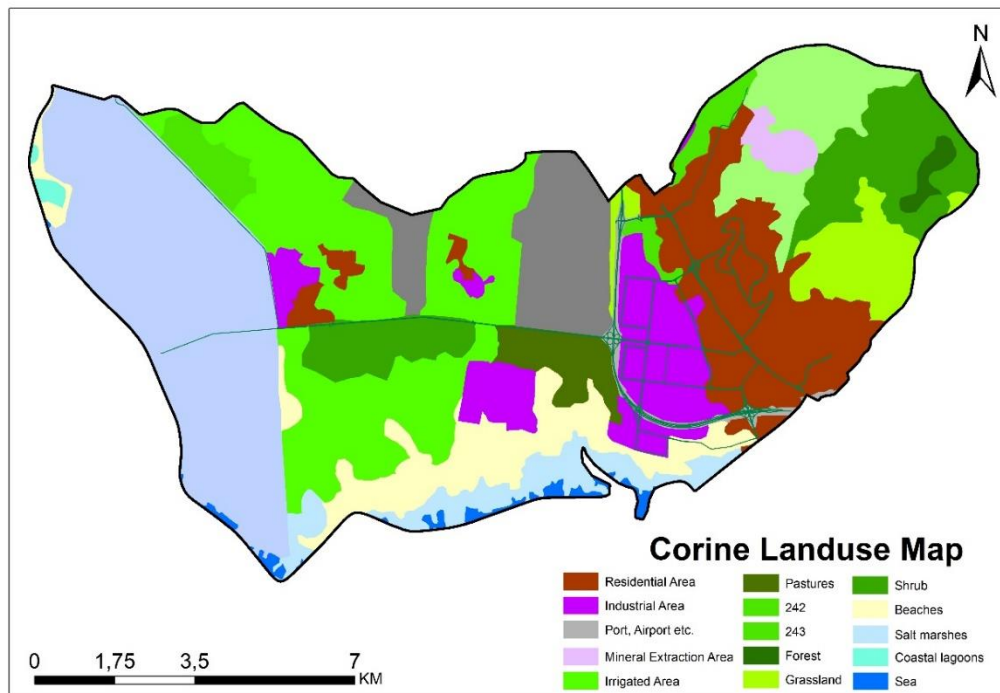 N
Corine Landuse Map
Residential Area
Industrial Area
Port, Airport etc.
Mineral Extraction Area
Irrigated Area
Pastures
242
243
Forest
Grassland
Shrub
Beaches
Salt marshes
Coastal lagoons
Sea
0 1,75 3,5 7
KM